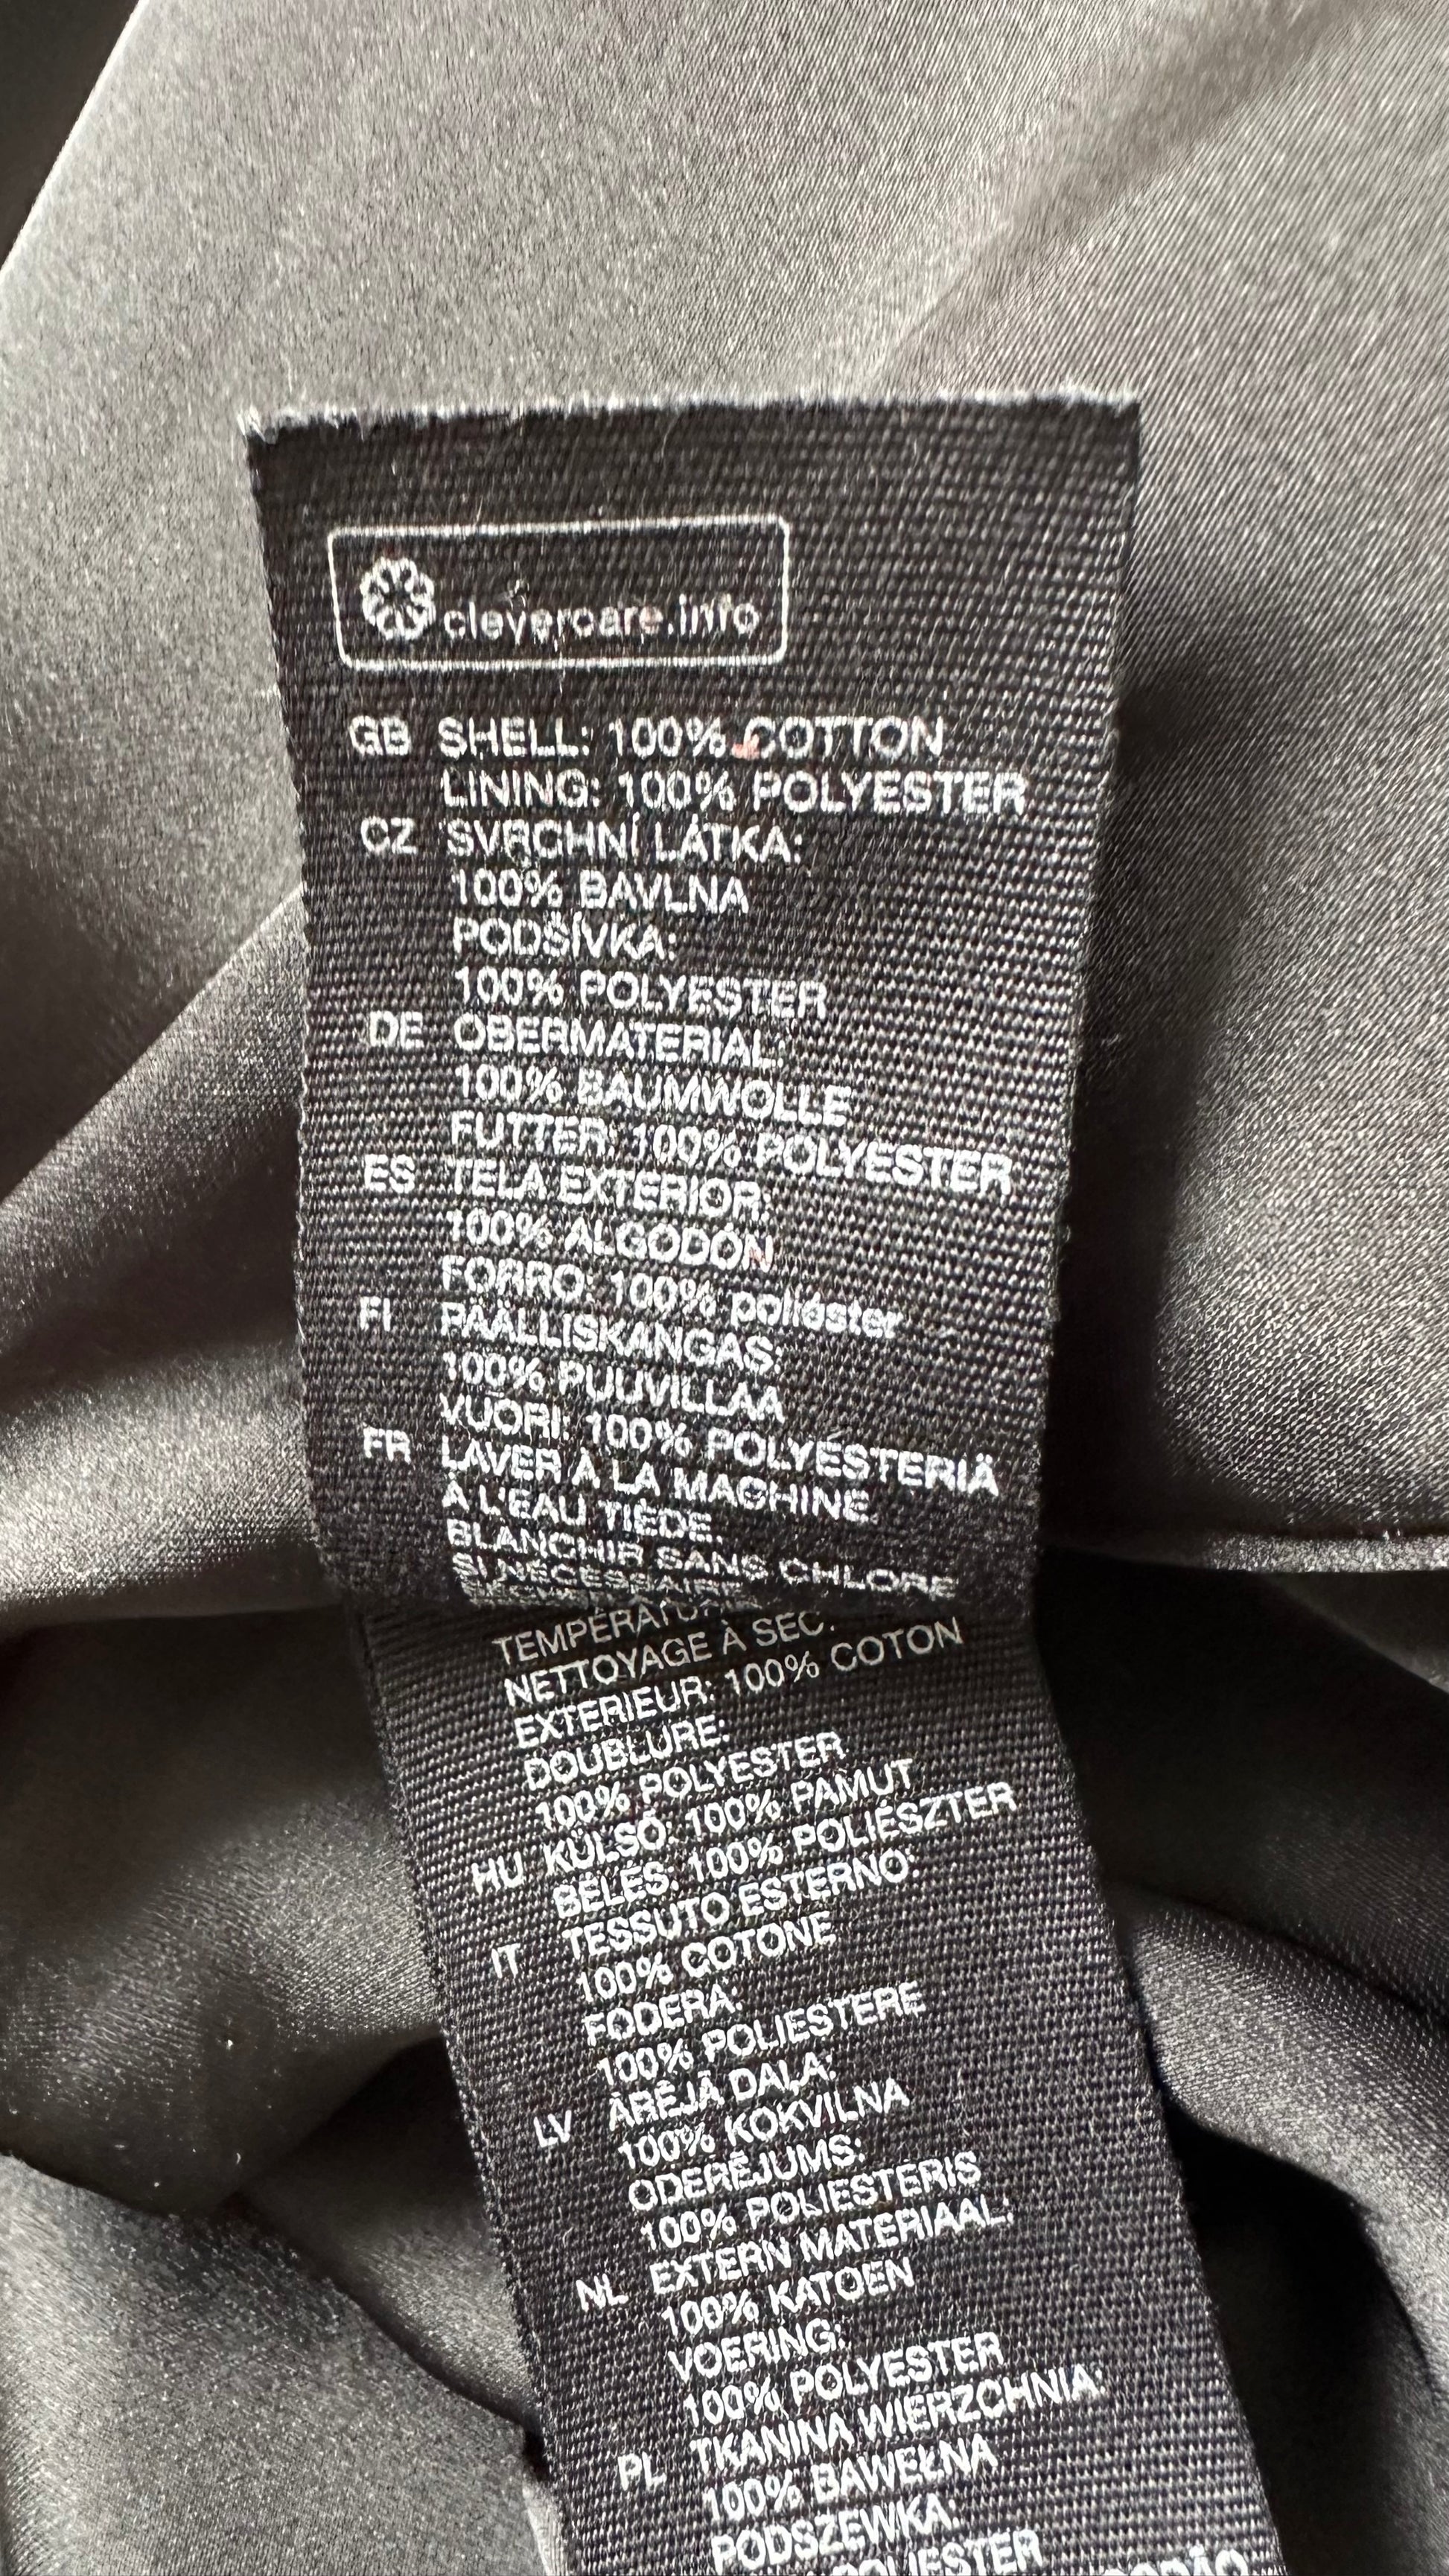 clevercare.info
GB SHELL: 100% COTTON
LINING: 100% POLYESTER
CZ SVRCHNÍ LÁTKA:
100% BAVLNA
PODŠÍVKA:
100% POLYESTER
DE OBERMATERIAL:
100% BAUMWOLLE
FUTTER: 100% POLYESTER
ES TELA EXTERIOR:
100% ALGODÓN
FORRO: 100% poliéster
FI PÄÄLLISKANGAS:
100% PUUVILLAA
VUORI: 100% POLYESTERIÄ
FR LAVER À LA MACHINE
À L'EAU TIÈDE.
BLANCHIR SANS CHLORE
SI NÉCESSAIRE
NETTOYAGE À SEC.
EXTERIEUR: 100% COTON
DOUBLURE:
100% POLYESTER
HU KÜLSŐ: 100% PAMUT
BÉLÉS: 100% POLIÉSZTER
IT TESSUTO ESTERNO:
100% COTONE
FODERA:
100% POLIESTERE
LV ĀRĒJĀ DAĻA:
100% KOKVILNA
ODERĒJUMS:
100% POLIESTERIS
NL EXTERN MATERIAAL:
100% KATOEN
VOERING:
100% POLYESTER
PL TKANINA WIERZCHNIA:
100% BAWEŁNA
PODSZEWKA:
POLIESTER